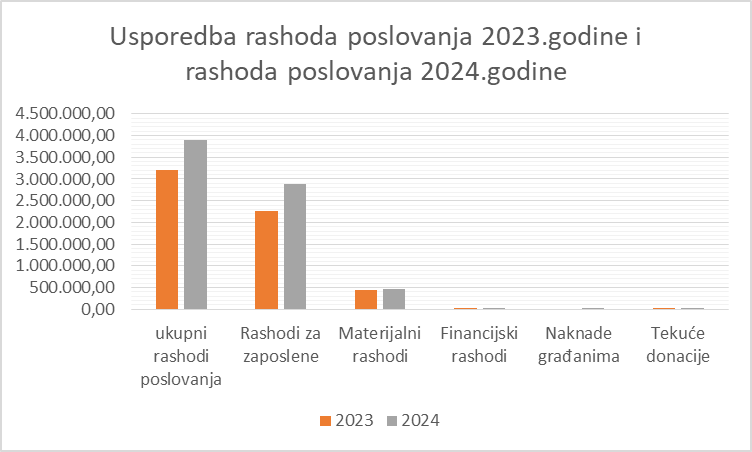 Usporedba rashoda poslovanja 2023.godine i
rashoda poslovanja 2024.godine
4.500.000,00
4.000.000,00
3.500.000,00
3.000.000,00
2.500.000,00
2.000.000,00
1.500.000,00
1.000.000,00
500.000,00
0,00
ukupni
rashodi
poslovanja
Rashodi za
zaposlene
Materijalni
rashodi
Financijski
rashodi
Naknade
građanima
Tekuće
donacije
2023
2024